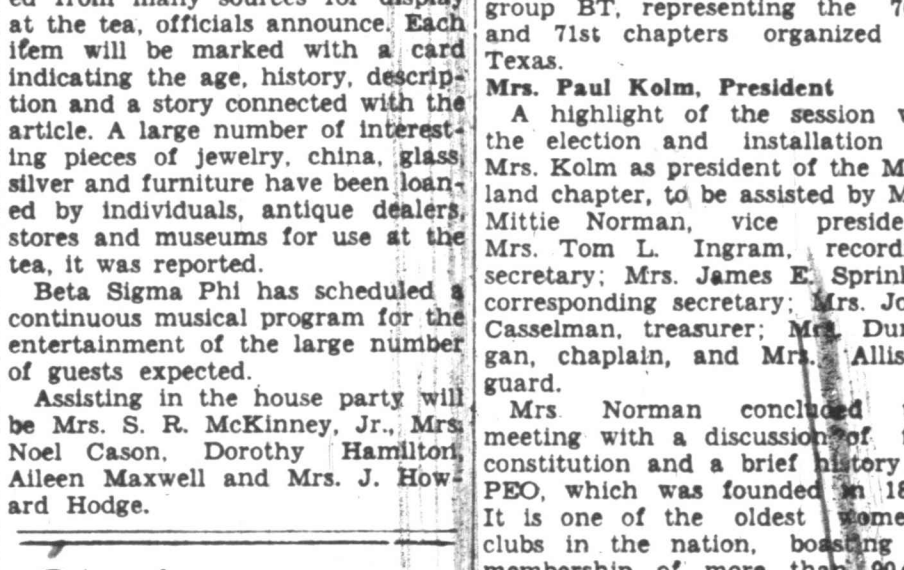 ed from many sources for display
at the tea, officials announce. Each
item will be marked with a card
indicating the age, history, descrip-
tion and a story connected with the
article. A large number of interest-
ing pieces of jewelry, china, glass,
silver and furniture have been loan-
ed by individuals, antique dealers,
stores and museums for use at the
tea, it was reported.
Beta Sigma Phi has scheduled a
continuous musical program for the
entertainment of the large number
of guests expected.
Assisting in the house party will
be Mrs. S. R. McKinney, Jr., Mrs.
Noel Cason, Dorothy Hamilton,
Aileen Maxwell and Mrs. J. How-
ard Hodge.
group BT, representing the
and 71st chapters organized
Texas.
Mrs. Paul Kolm, President
A highlight of the session
the election and installation
Mrs. Kolm as president of the
land chapter, to be assisted by
Mittie Norman, vice
Mrs. Tom L. Ingram,
secretary; Mrs. James E.
corresponding secretary; Mrs.
Casselman, treasurer; Mrs.
gan, chaplain, and Mrs.
guard.
Mrs Norman concluded
meeting with a discussion of
constitution and a brief history
PEO, which was founded in
It is one of the oldest
clubs in the nation, boasting
membership of more than